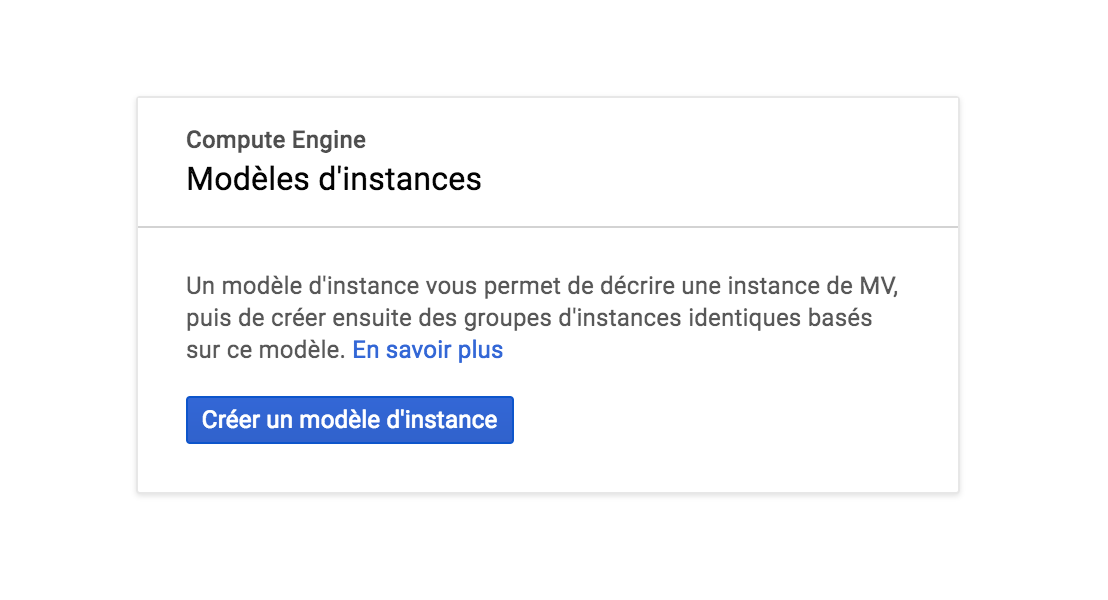 Compute Engine
Modèles d'instances
Un modèle d'instance vous permet de décrire une instance de MV,
puis de créer ensuite des groupes d'instances identiques basés
sur ce modèle. En savoir plus
Créer un modèle d'instance